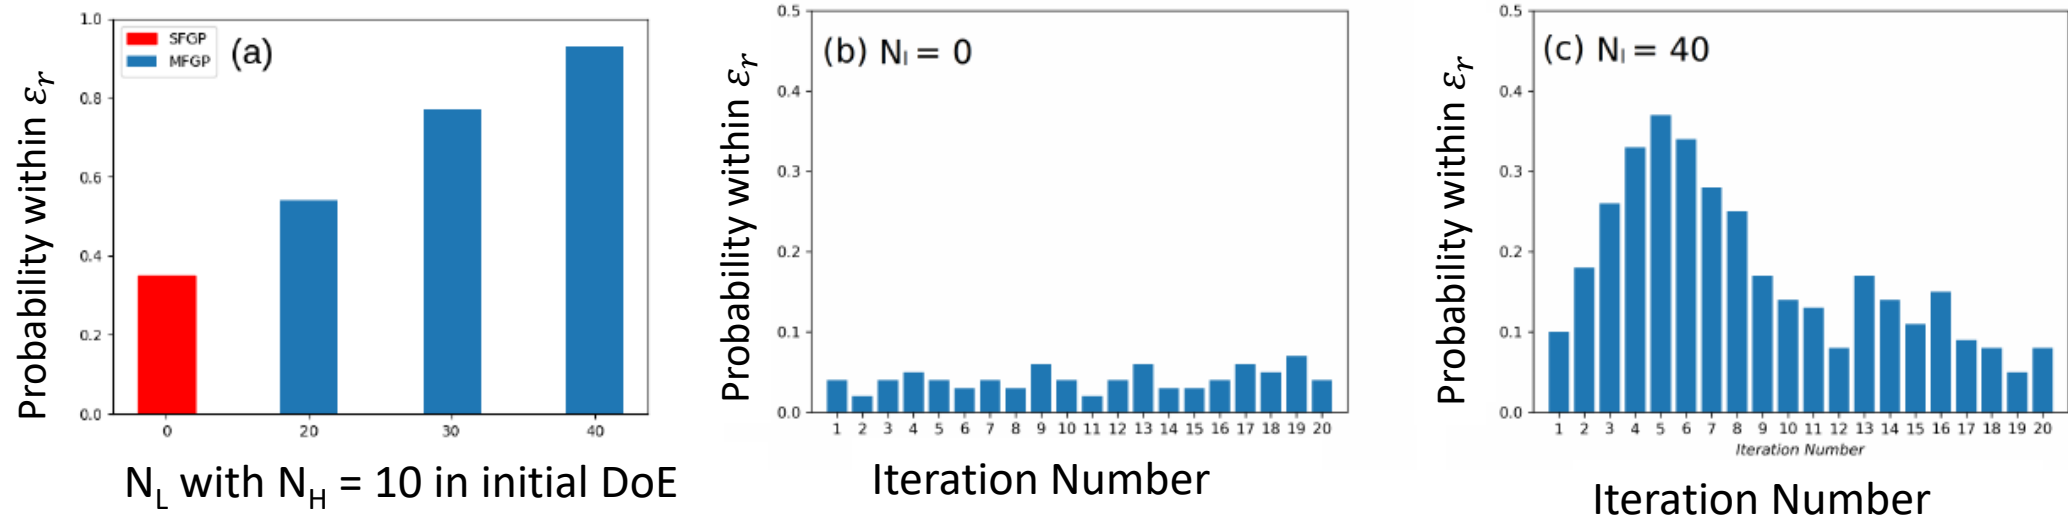 Probability within εr
1.0
0.8
0.6
0.4
0.2
0.0
SFGP
MFGP
(a)
0 20 30 40
NL with NH = 10 in initial DoE
Probability within εr
0.5
0.4
0.3
0.2
0.1
0.0
(b) Nl = 0
1 2 3 4 5 6 7 8 9 10 11 12 13 14 15 16 17 18 19 20
Iteration Number
Probability within εr
0.5
0.4
0.3
0.2
0.1
0.0
(c) Nl = 40
1 2 3 4 5 6 7 8 9 10 11 12 13 14 15 16 17 18 19 20
Iteration Number
Iteration Number